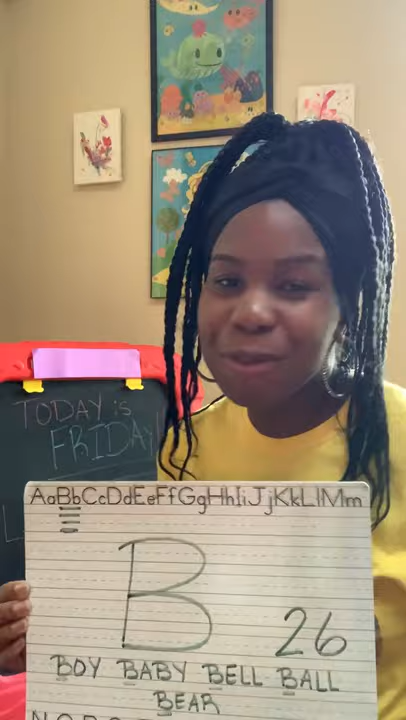 TODAY is
FRIDAY
AaBbCcDdEeFfGgHhIiJjKkLlMm
B
26
BOY BABY BELL BALL
BEAR